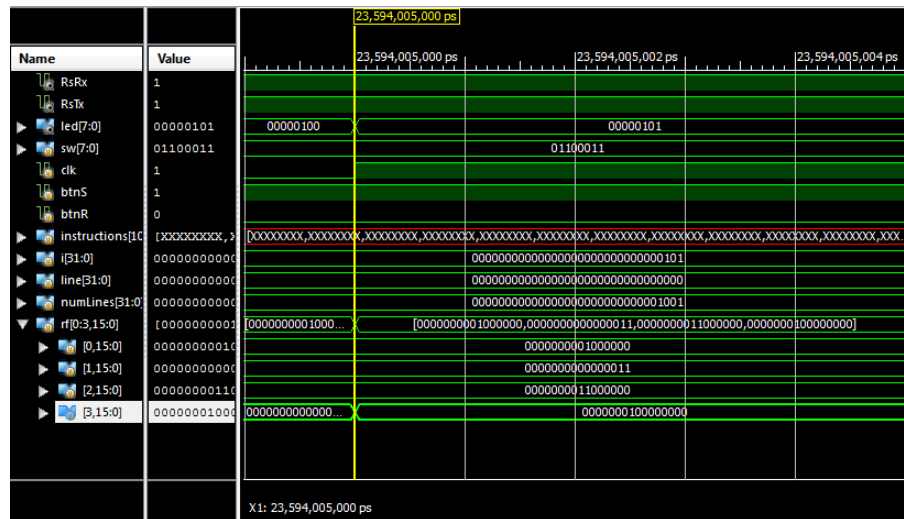 23,594,005,000 ps
Name Value 23,594,005,000 ps 23,594,005,002 ps 23,594,005,004 ps
RsRx 1
RsTx 1
led[7:0] 00000101 00000100 00000101
sw[7:0] 01100011 01100011
clk 1
btnS 1
btnR 0
instructions[10 [XXXXXXXX, [XXXXXXXX,XXXXXXXX,XXXXXXXX,XXXXXXXX,XXXXXXXX,XXXXXXXX,XXXXXXXX,XXXXXXXX,XXXXXXXX,XXXXXXXX,XXXXXXXX,XXX...
i[31:0] 00000000000 00000000000000000000000000000101
line[31:0] 00000000000 00000000000000000000000000000000
numLines[31:0] 00000000000 00000000000000000000000000001001
rf[0:3,15:0] [0000000001 [0000000001000... [0000000001000000,0000000000000011,0000000011000000,0000000100000000]
[0,15:0] 00000000010 0000000001000000
[1,15:0] 00000000000 0000000000000011
[2,15:0] 00000000110 0000000011000000
[3,15:0] 00000001000 0000000000000... 0000000100000000
X1: 23,594,005,000 ps